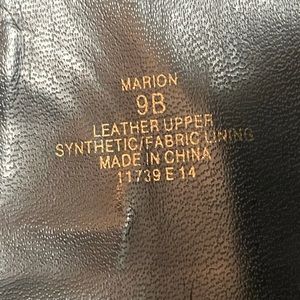 MARION
9B
LEATHER UPPER
SYNTHETIC/FABRIC LINING
MADE IN CHINA
11739 E 14